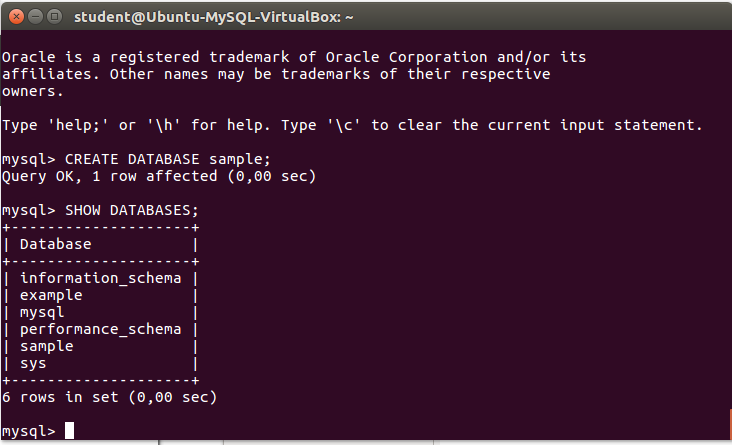 student@Ubuntu-MySQL-VirtualBox: ~
Oracle is a registered trademark of Oracle Corporation and/or its
affiliates. Other names may be trademarks of their respective
owners.
Type 'help;' or '\h' for help. Type '\c' to clear the current input statement.
mysql> CREATE DATABASE sample;
Query OK, 1 row affected (0,00 sec)
mysql> SHOW DATABASES;
+--------------------+
| Database           |
+--------------------+
| information_schema |
| example            |
| mysql              |
| performance_schema |
| sample             |
| sys                |
+--------------------+
6 rows in set (0,00 sec)
mysql>